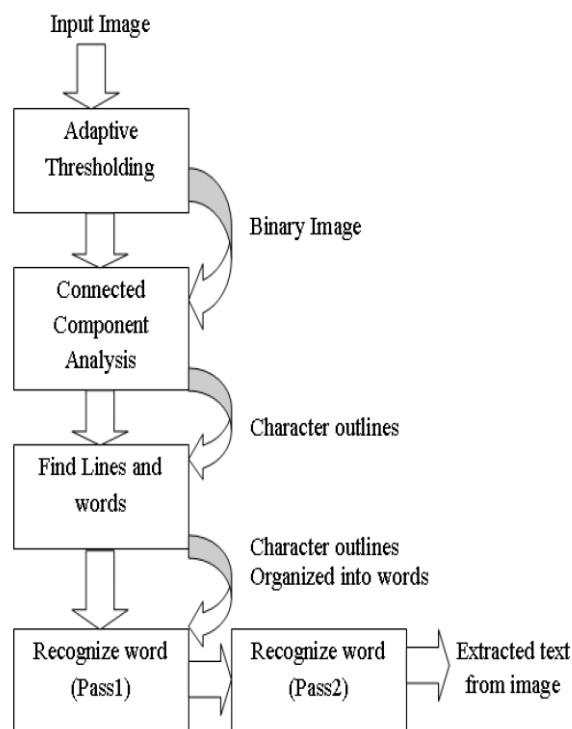 Input Image
Adaptive
Thresholding
Binary Image
Connected
Component
Analysis
Character outlines
Find Lines and
words
Character outlines
Organized into words
Recognize word
(Pass1)
Recognize word
(Pass2)
Extracted text
from image